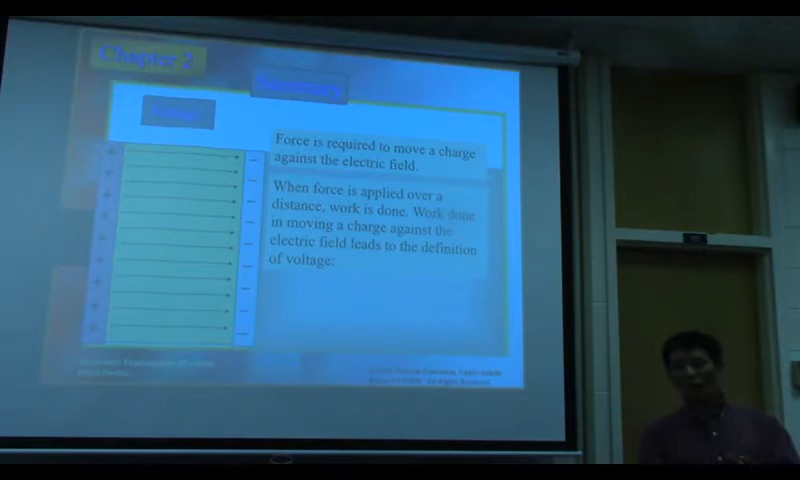 Chapter 2
Summary
Force is required to move a charge
against the electric field.
When force is applied over a
distance, work is done. Work done
in moving a charge against the
electric field leads to the definition
of voltage: